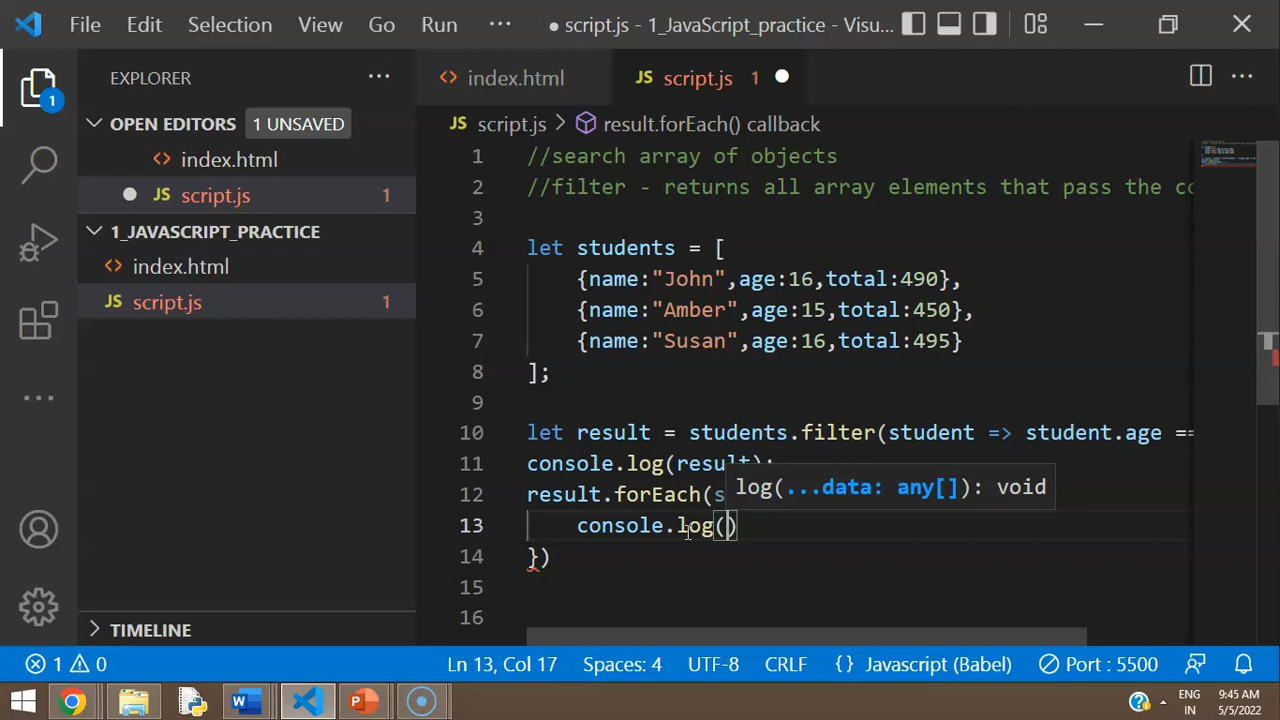 File Edit Selection View Go Run ··· ● script.js - 1_JavaScript_practice - Visu...
EXPLORER ···
index.html
JS script.js 1 ●
OPEN EDITORS 1 UNSAVED
index.html
JS script.js 1
1_JAVASCRIPT_PRACTICE
index.html
JS script.js 1
TIMELINE
JS script.js > result.forEach() callback
1 //search array of objects
2 //filter - returns all array elements that pass the co
3
4 let students = [
5 {name:"John",age:16,total:490},
6 {name:"Amber",age:15,total:450},
7 {name:"Susan",age:16,total:495}
8 ];
9
10 let result = students.filter(student => student.age ==
11 console.log(result);
12 result.forEach(s
log(...data: any[]): void
13 console.log()
14 })
15
16
1 0 Ln 13, Col 17 Spaces: 4 UTF-8 CRLF {} Javascript (Babel) Port : 5500
ENG 9:45 AM
IN 5/5/2022